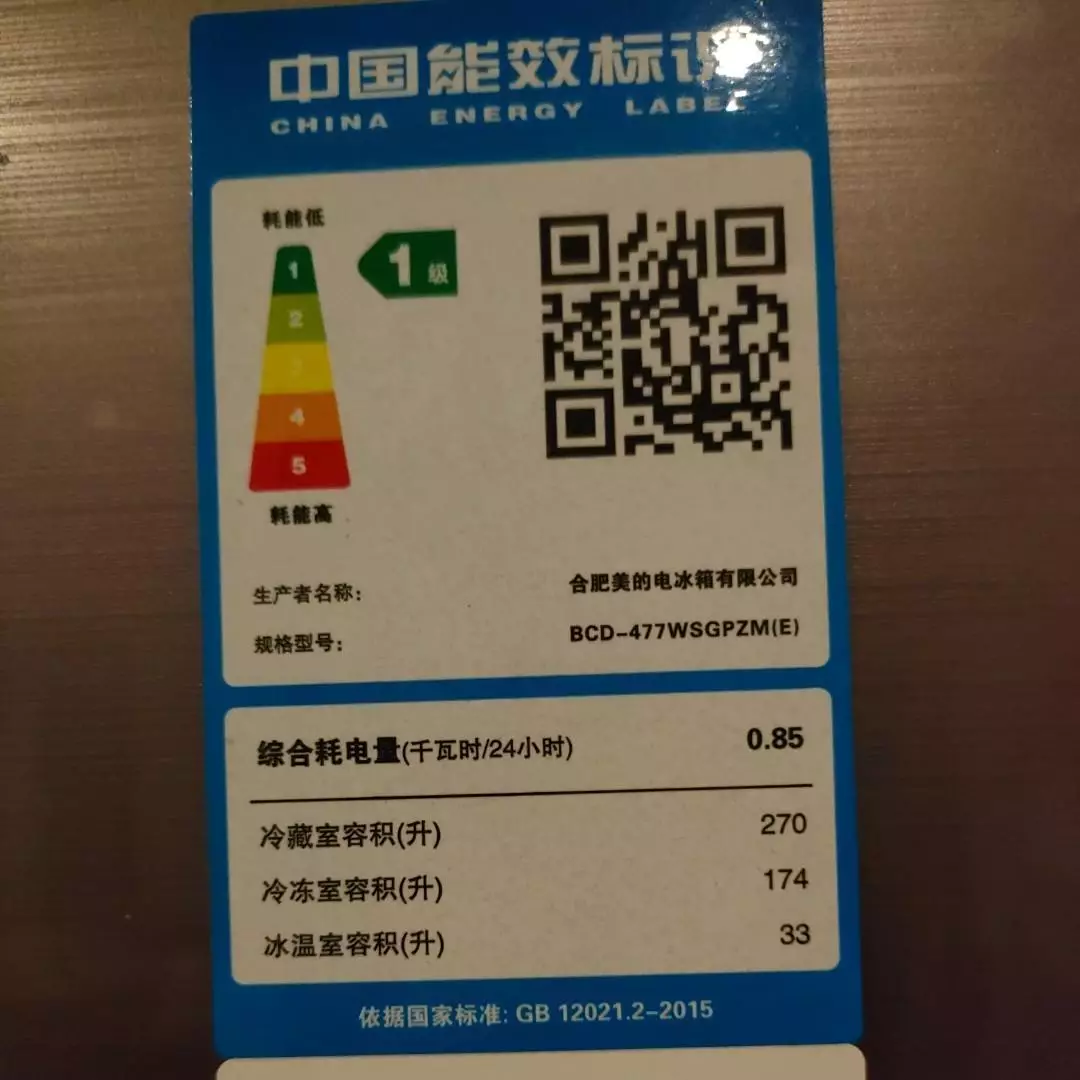 中国能效标识
CHINA ENERGY LABEL
耗能低
1
2
3
4
5
耗能高
1级
生产者名称: 合肥美的电冰箱有限公司
规格型号: BCD-477WSGPZM(E)
综合耗电量(千瓦时/24小时) 0.85
冷藏室容积(升) 270
冷冻室容积(升) 174
冰温室容积(升) 33
依据国家标准: GB 12021.2-2015